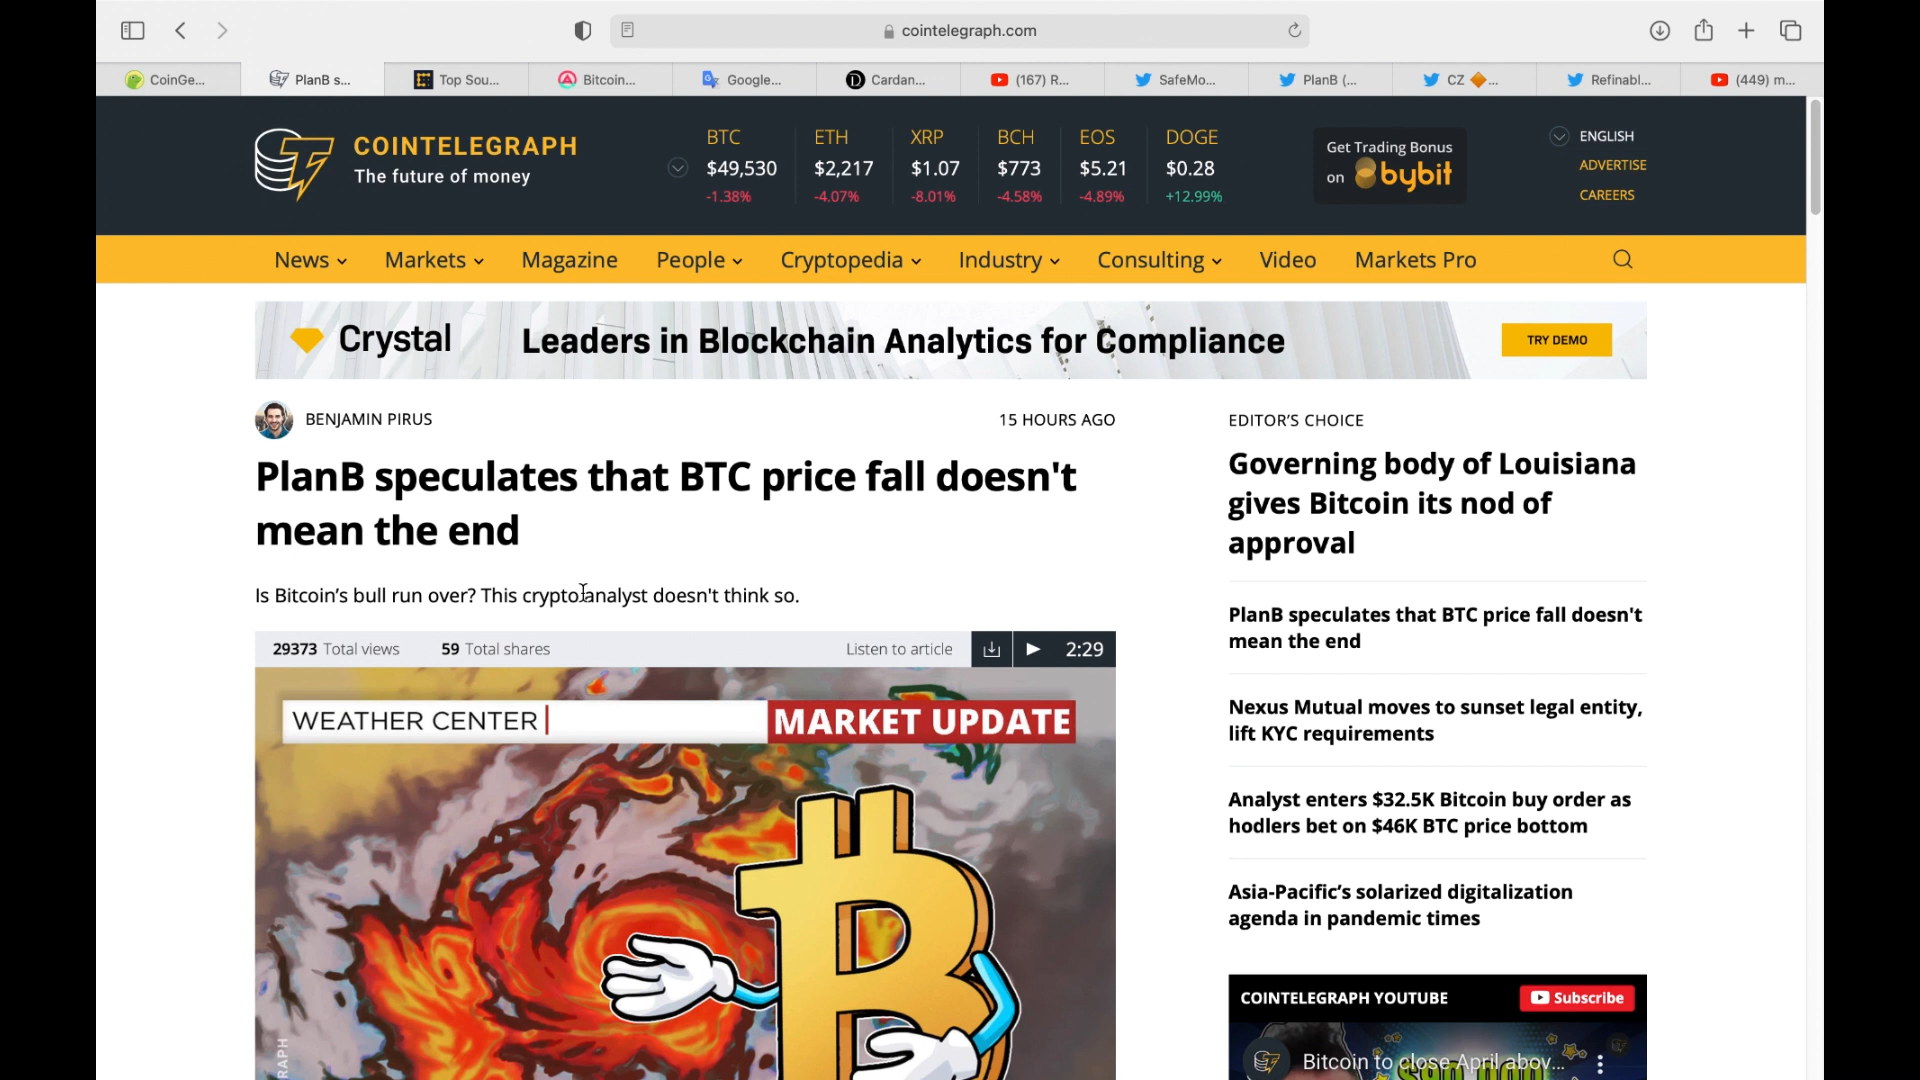 cointelegraph.com
CoinGe...
PlanB s...
Top Sou...
Bitcoin...
Google...
Cardan...
(167) R...
SafeMo...
PlanB (...
CZ 🔶...
Refinabl...
(449) m...
COINTELEGRAPH
The future of money
BTC
$49,530
-1.38%
ETH
$2,217
-4.07%
XRP
$1.07
-8.01%
BCH
$773
-4.58%
EOS
$5.21
-4.89%
DOGE
$0.28
+12.99%
Get Trading Bonus
on bybit
ENGLISH
ADVERTISE
CAREERS
News
Markets
Magazine
People
Cryptopedia
Industry
Consulting
Video
Markets Pro
Crystal
Leaders in Blockchain Analytics for Compliance
TRY DEMO
BENJAMIN PIRUS
15 HOURS AGO
PlanB speculates that BTC price fall doesn't
mean the end
Is Bitcoin’s bull run over? This crypto analyst doesn't think so.
29373 Total views
59 Total shares
Listen to article
2:29
WEATHER CENTER
MARKET UPDATE
EDITOR’S CHOICE
Governing body of Louisiana
gives Bitcoin its nod of
approval
PlanB speculates that BTC price fall doesn't
mean the end
Nexus Mutual moves to sunset legal entity,
lift KYC requirements
Analyst enters $32.5K Bitcoin buy order as
hodlers bet on $46K BTC price bottom
Asia-Pacific’s solarized digitalization
agenda in pandemic times
COINTELEGRAPH YOUTUBE
Subscribe
Bitcoin to close April abov...